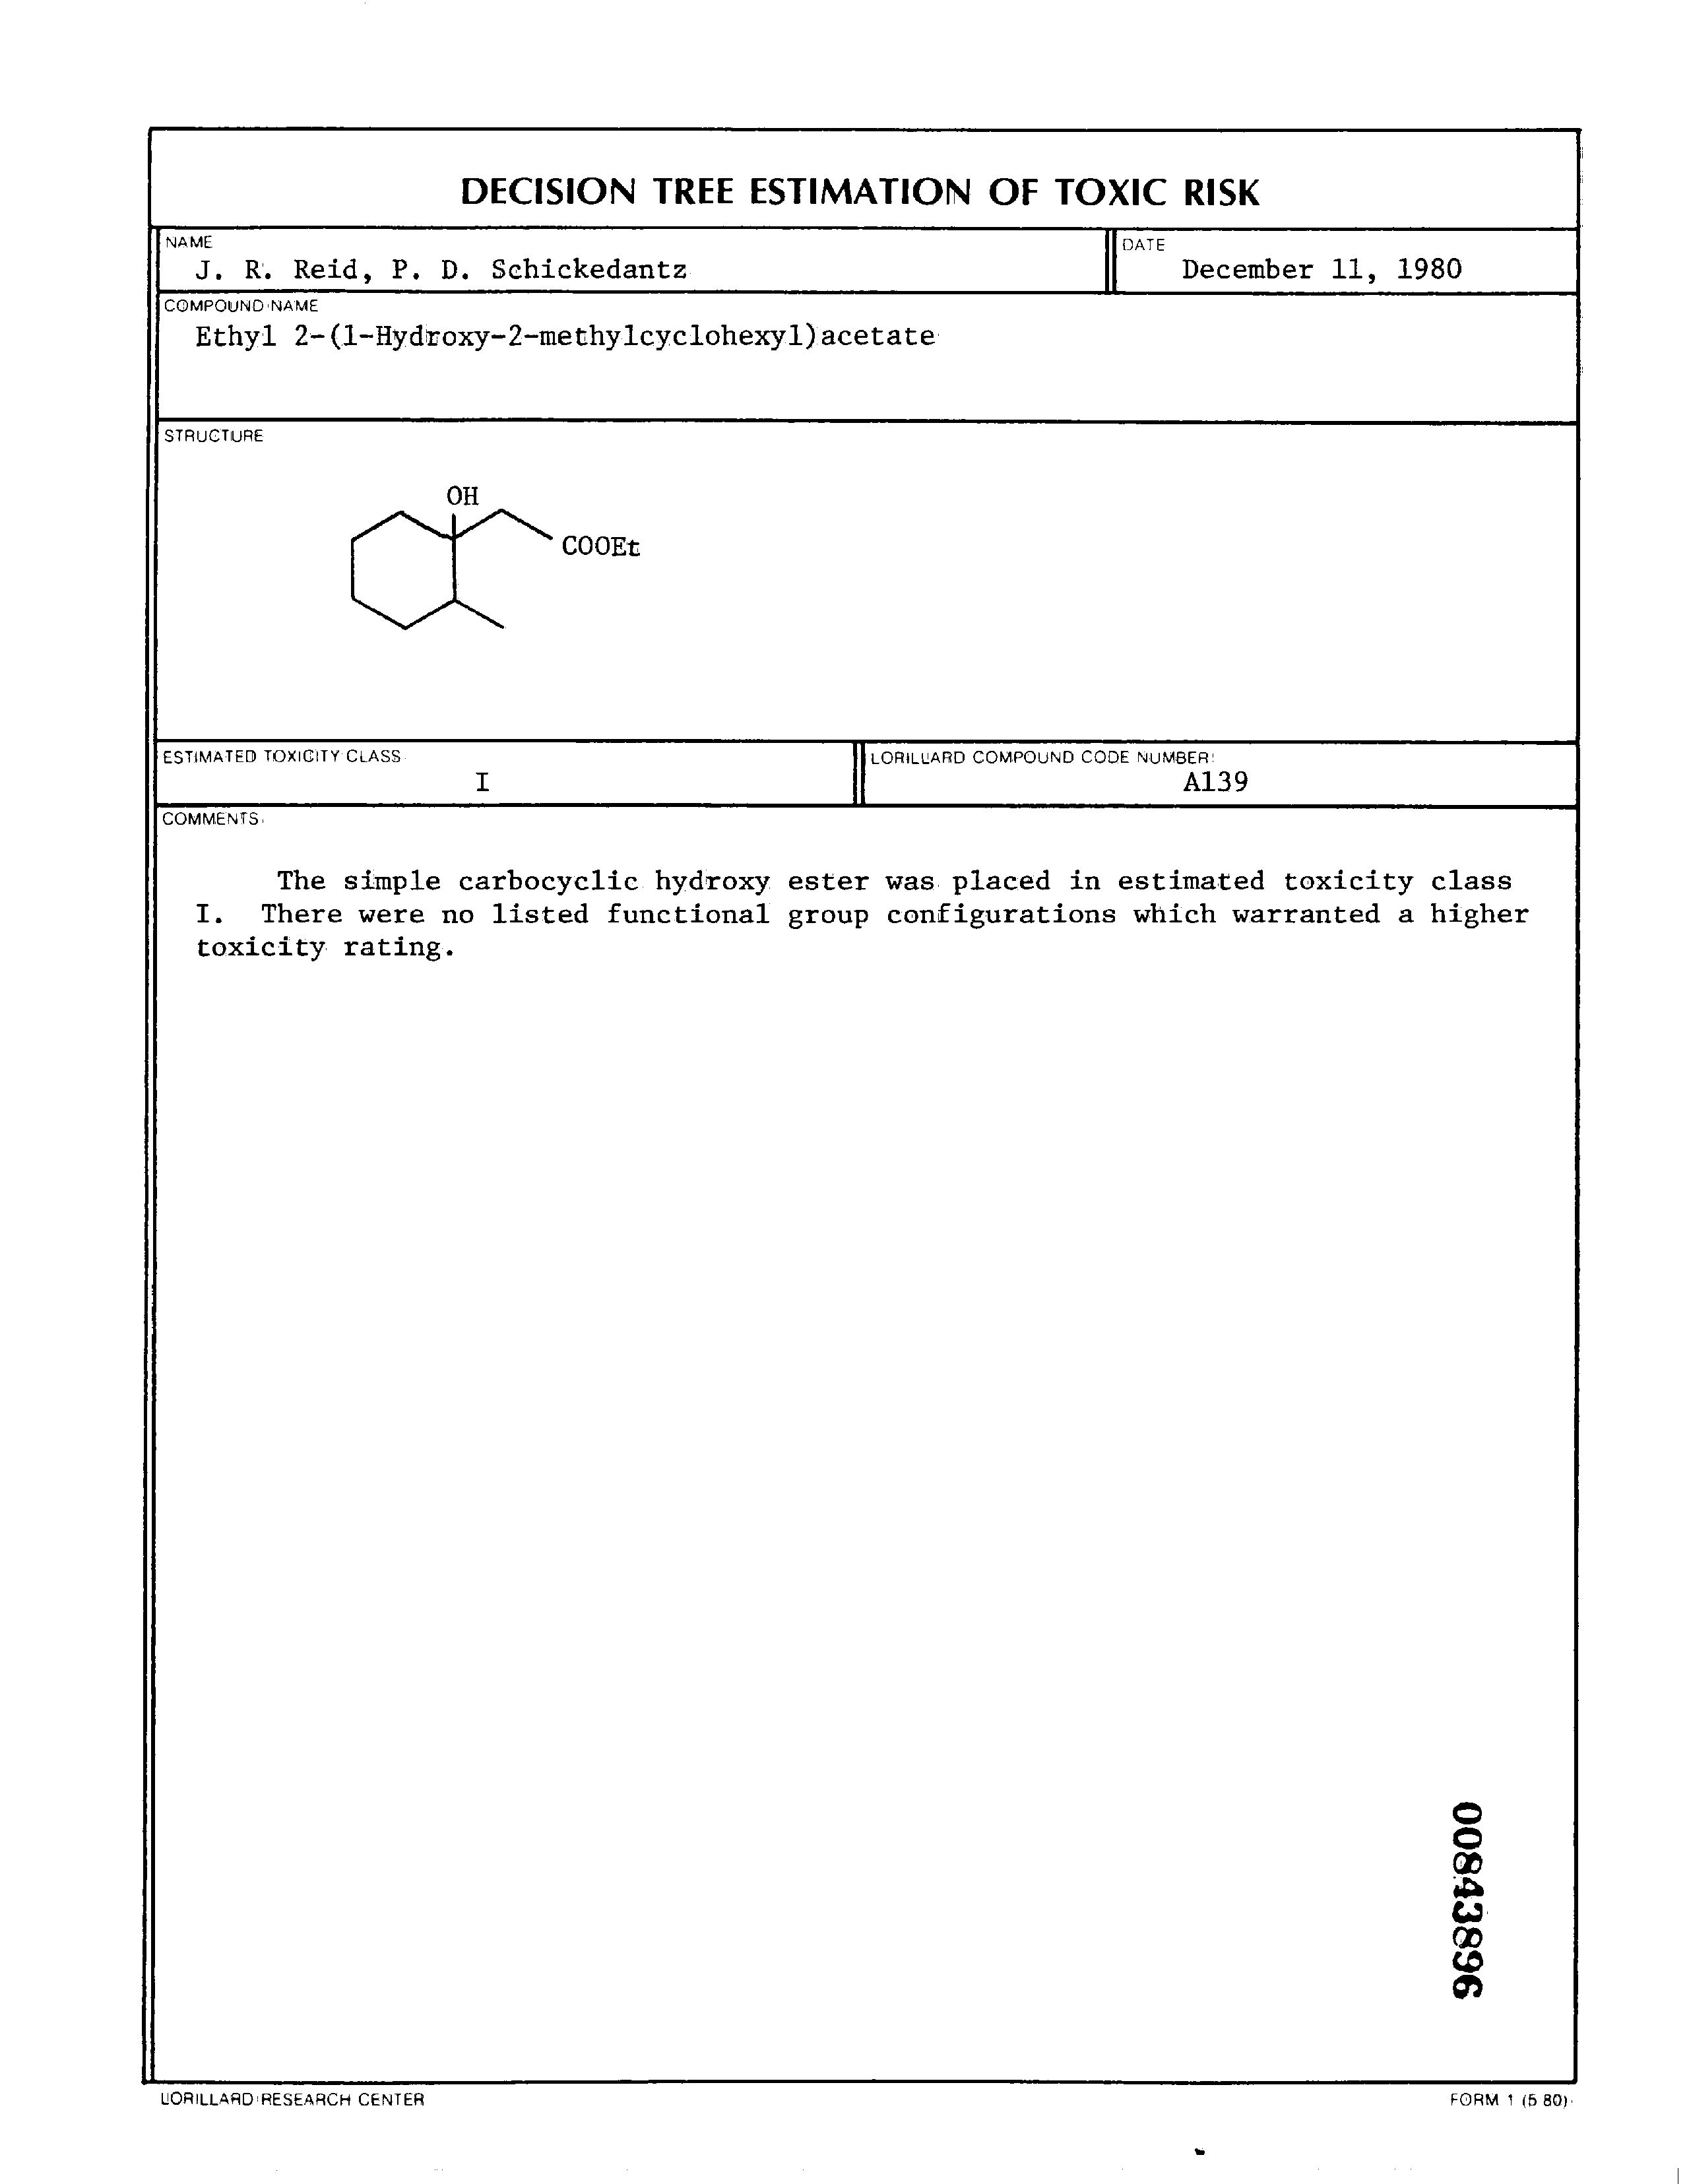 DECISION TREE ESTIMATION OF TOXIC RISK
NAME
J. R. Reid, P. D. Schickedantz
DATE
December 11, 1980
COMPOUND NAME
Ethyl 2-(1-Hydroxy-2-methylcyclohexyl)acetate
STRUCTURE
OH
COOEt
ESTIMATED TOXICITY CLASS
I
LORILLARD COMPOUND CODE NUMBER
A139
COMMENTS
The simple carbocyclic hydroxy ester was placed in estimated toxicity class
I. There were no listed functional group configurations which warranted a higher
toxicity rating.
00843896
LORILLARD RESEARCH CENTER
FORM 1 (5 80)